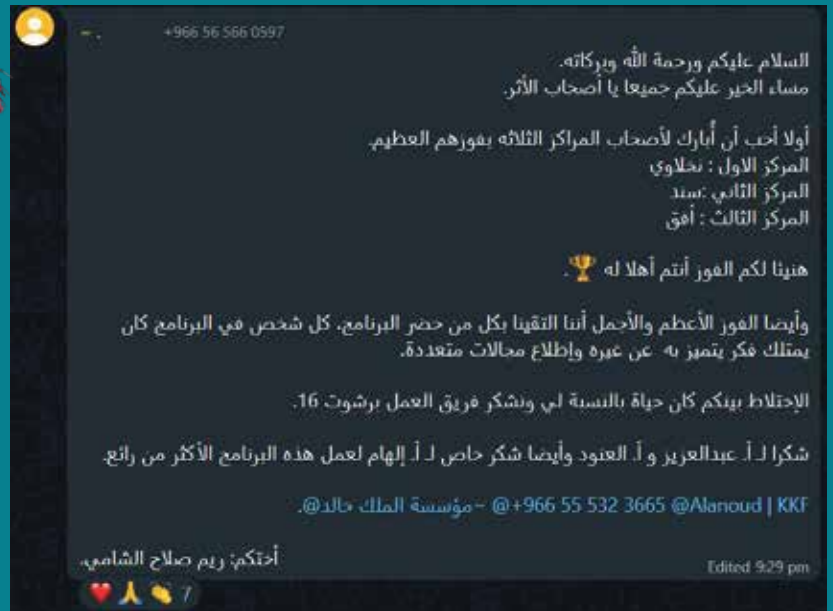 - . +966 56 566 0597
السلام عليكم ورحمة الله وبركاته.
مساء الخير عليكم جميعا يا أصحاب الأثر.
أولا أحب أن أُبارك لأصحاب المراكز الثلاثه بفوزهم العظيم.
المركز الاول : نخلاوي
المركز الثاني :سند
المركز الثالث : أفق
هنيئا لكم الفوز أنتم أهلا له 🏆.
وأيضا الفوز الأعظم والأجمل أننا التقينا بكل من حضر البرنامج، كل شخص في البرنامج كان
يمتلك فكر يتميز به عن غيره وإطلاع مجالات متعددة.
الإختلاط بينكم كان حياة بالنسبة لي ونشكر فريق العمل برشوت 16.
شكرا لـ أ. عبدالعزيز و أ. العنود وأيضا شكر خاص لـ أ. إلهام لعمل هذه البرنامج الأكثر من رائع.
@+966 55 532 3665 @Alanoud | KKF ~مؤسسة الملك خالد@.
أختكم: ريم صلاح الشامي.
Edited 9:29 pm
❤️ 🙏 👏 7